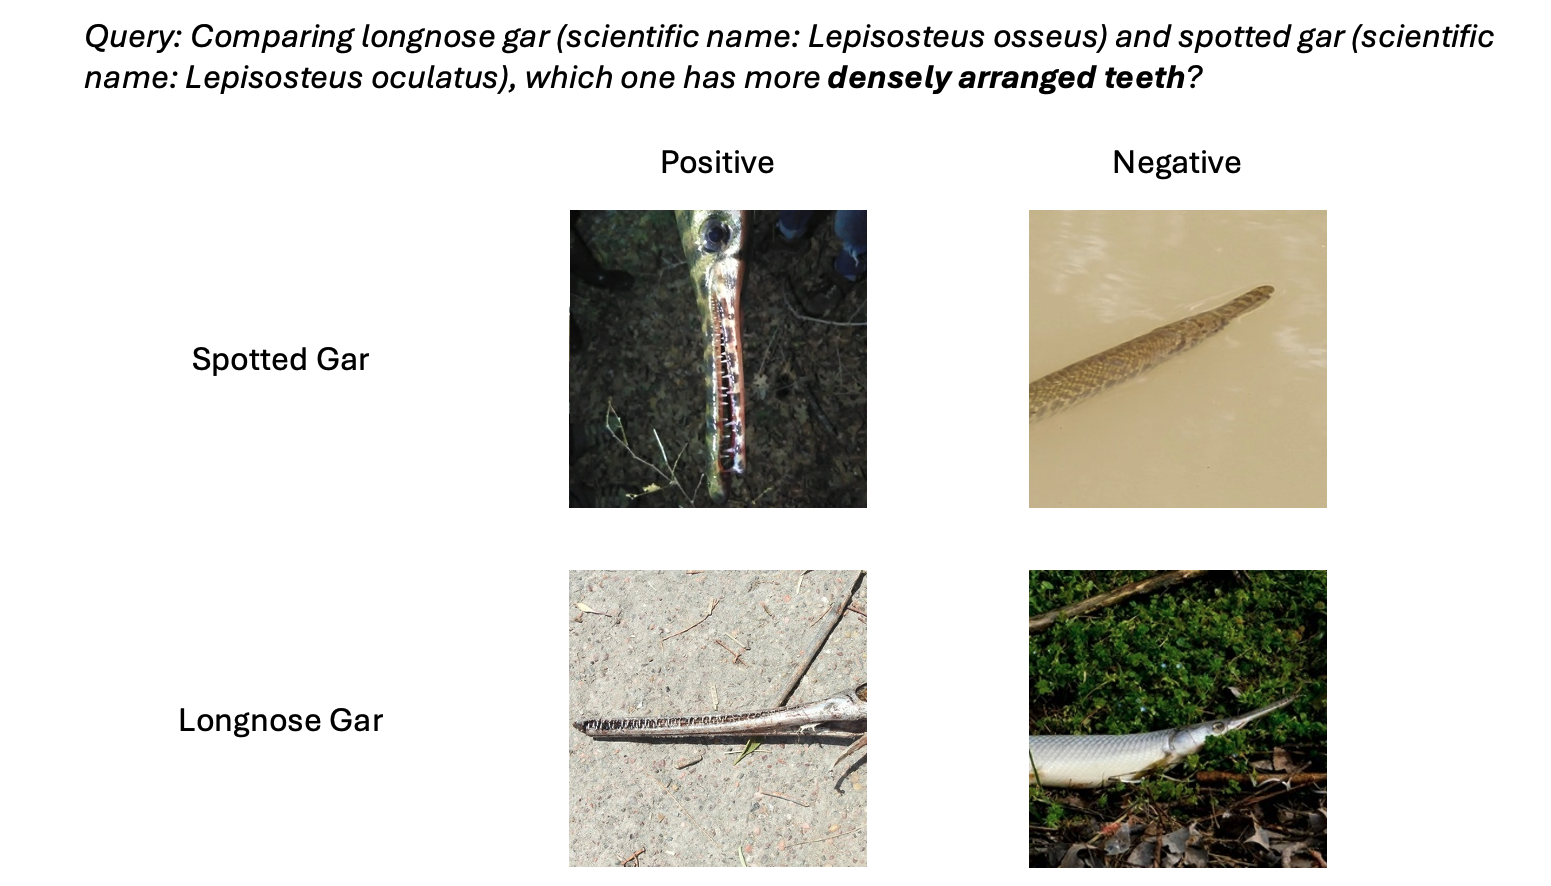 Query: Comparing longnose gar (scientific name: Lepisosteus osseus) and spotted gar (scientific
name: Lepisosteus oculatus), which one has more densely arranged teeth?
Positive
Negative
Spotted Gar
Longnose Gar